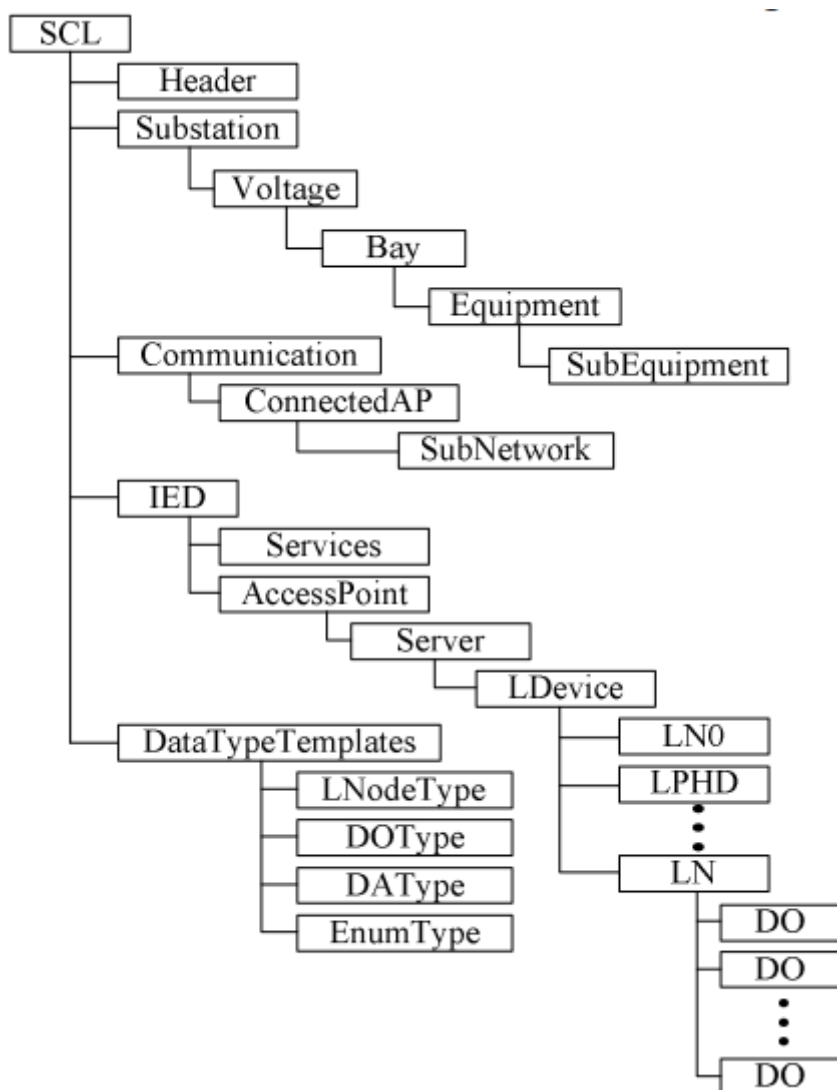 SCL
Header
Substation
Voltage
Bay
Equipment
SubEquipment
Communication
ConnectedAP
SubNetwork
IED
Services
AccessPoint
Server
LDevice
LN0
LPHD
LN
DO
DO
DO
DataTypeTemplates
LNodeType
DOType
DAType
EnumType